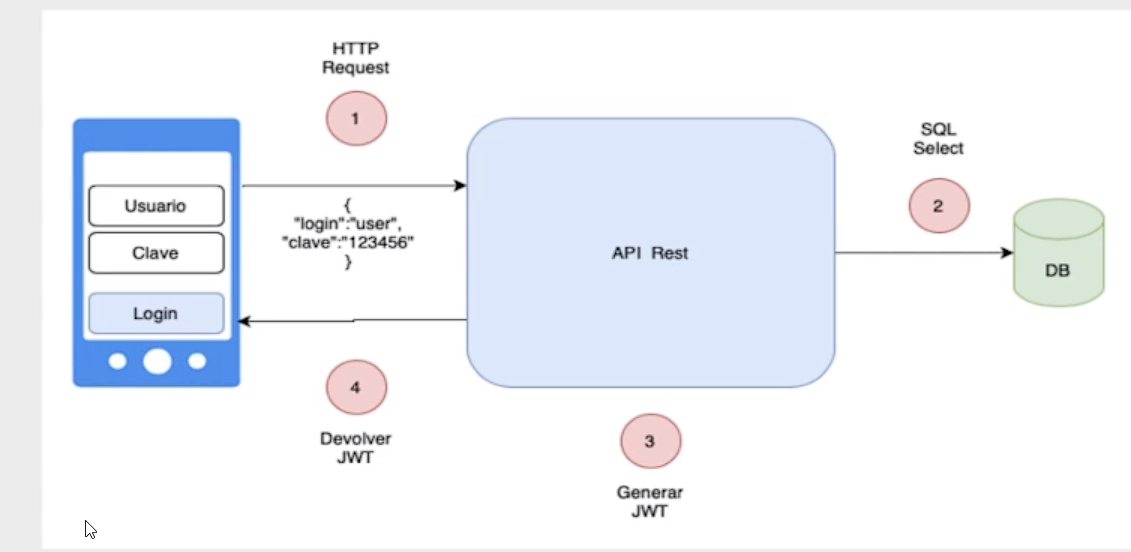 HTTP
Request
1
Usuario
Clave
Login
{
"login":"user",
"clave":"123456"
}
4
Devolver
JWT
API Rest
3
Generar
JWT
SQL
Select
2
DB